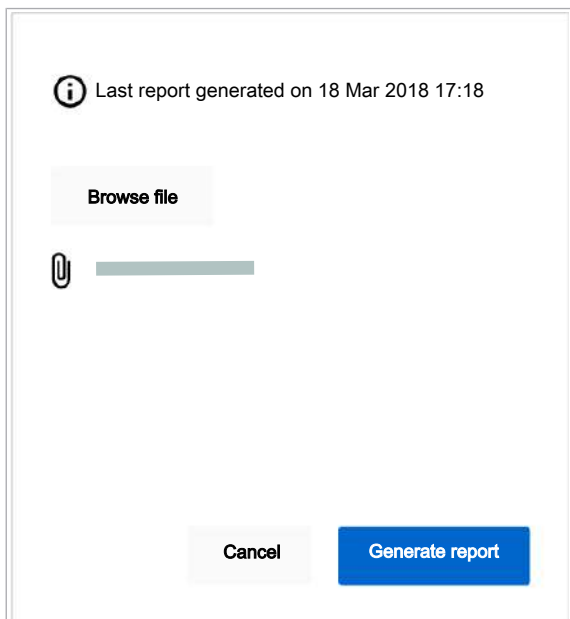 Last report generated on 18 Mar 2018 17:18
Browse file
Cancel
Generate report